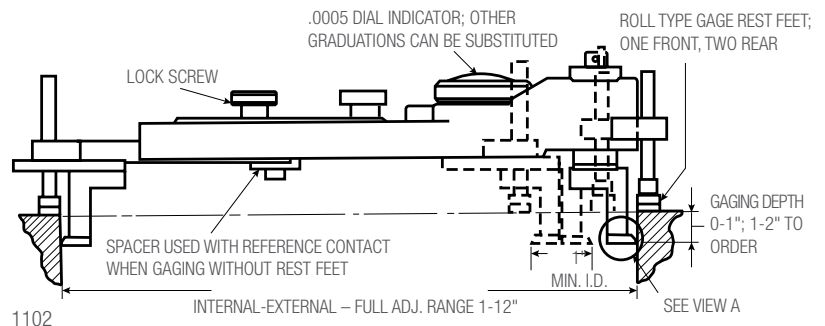 .0005 DIAL INDICATOR; OTHER
GRADUATIONS CAN BE SUBSTITUTED
ROLL TYPE GAGE REST FEET;
ONE FRONT, TWO REAR
LOCK SCREW
GAGING DEPTH
0-1"; 1-2" TO
ORDER
SPACER USED WITH REFERENCE CONTACT
WHEN GAGING WITHOUT REST FEET
MIN. I.D.
INTERNAL-EXTERNAL – FULL ADJ. RANGE 1-12"
SEE VIEW A
1102